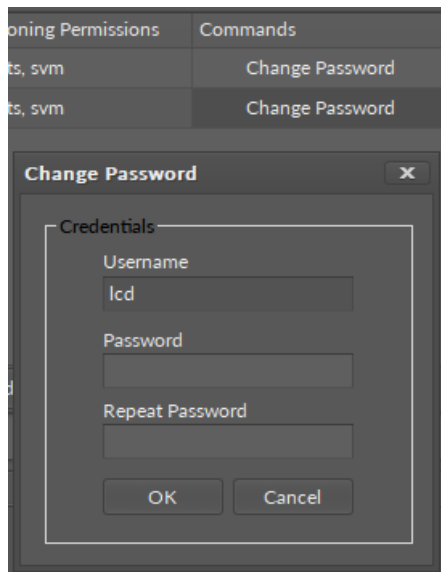 oning Permissions Commands
ts, svm Change Password
ts, svm Change Password
Change Password x
Credentials
Username
lcd
Password
Repeat Password
OK Cancel